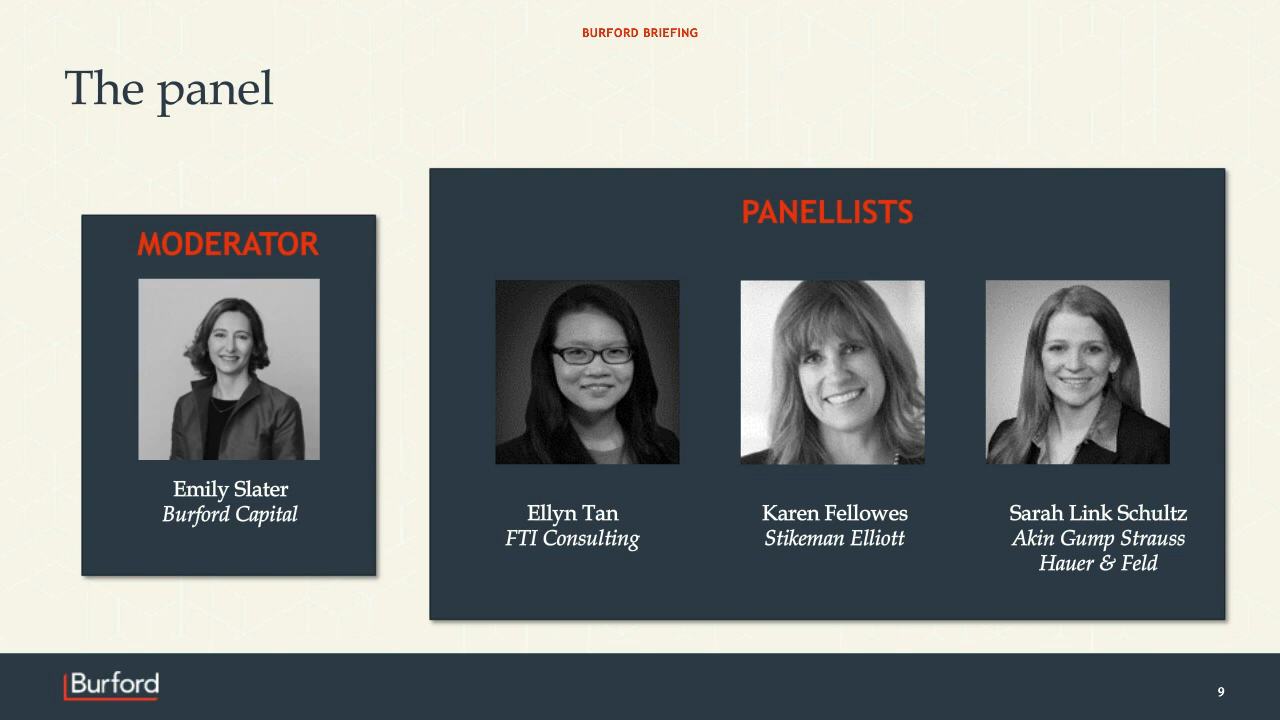 BURFORD BRIEFING
The panel
MODERATOR
Emily Slater
Burford Capital
PANELLISTS
Ellyn Tan
FTI Consulting
Karen Fellowes
Stikeman Elliott
Sarah Link Schultz
Akin Gump Strauss
Hauer & Feld
Burford
9